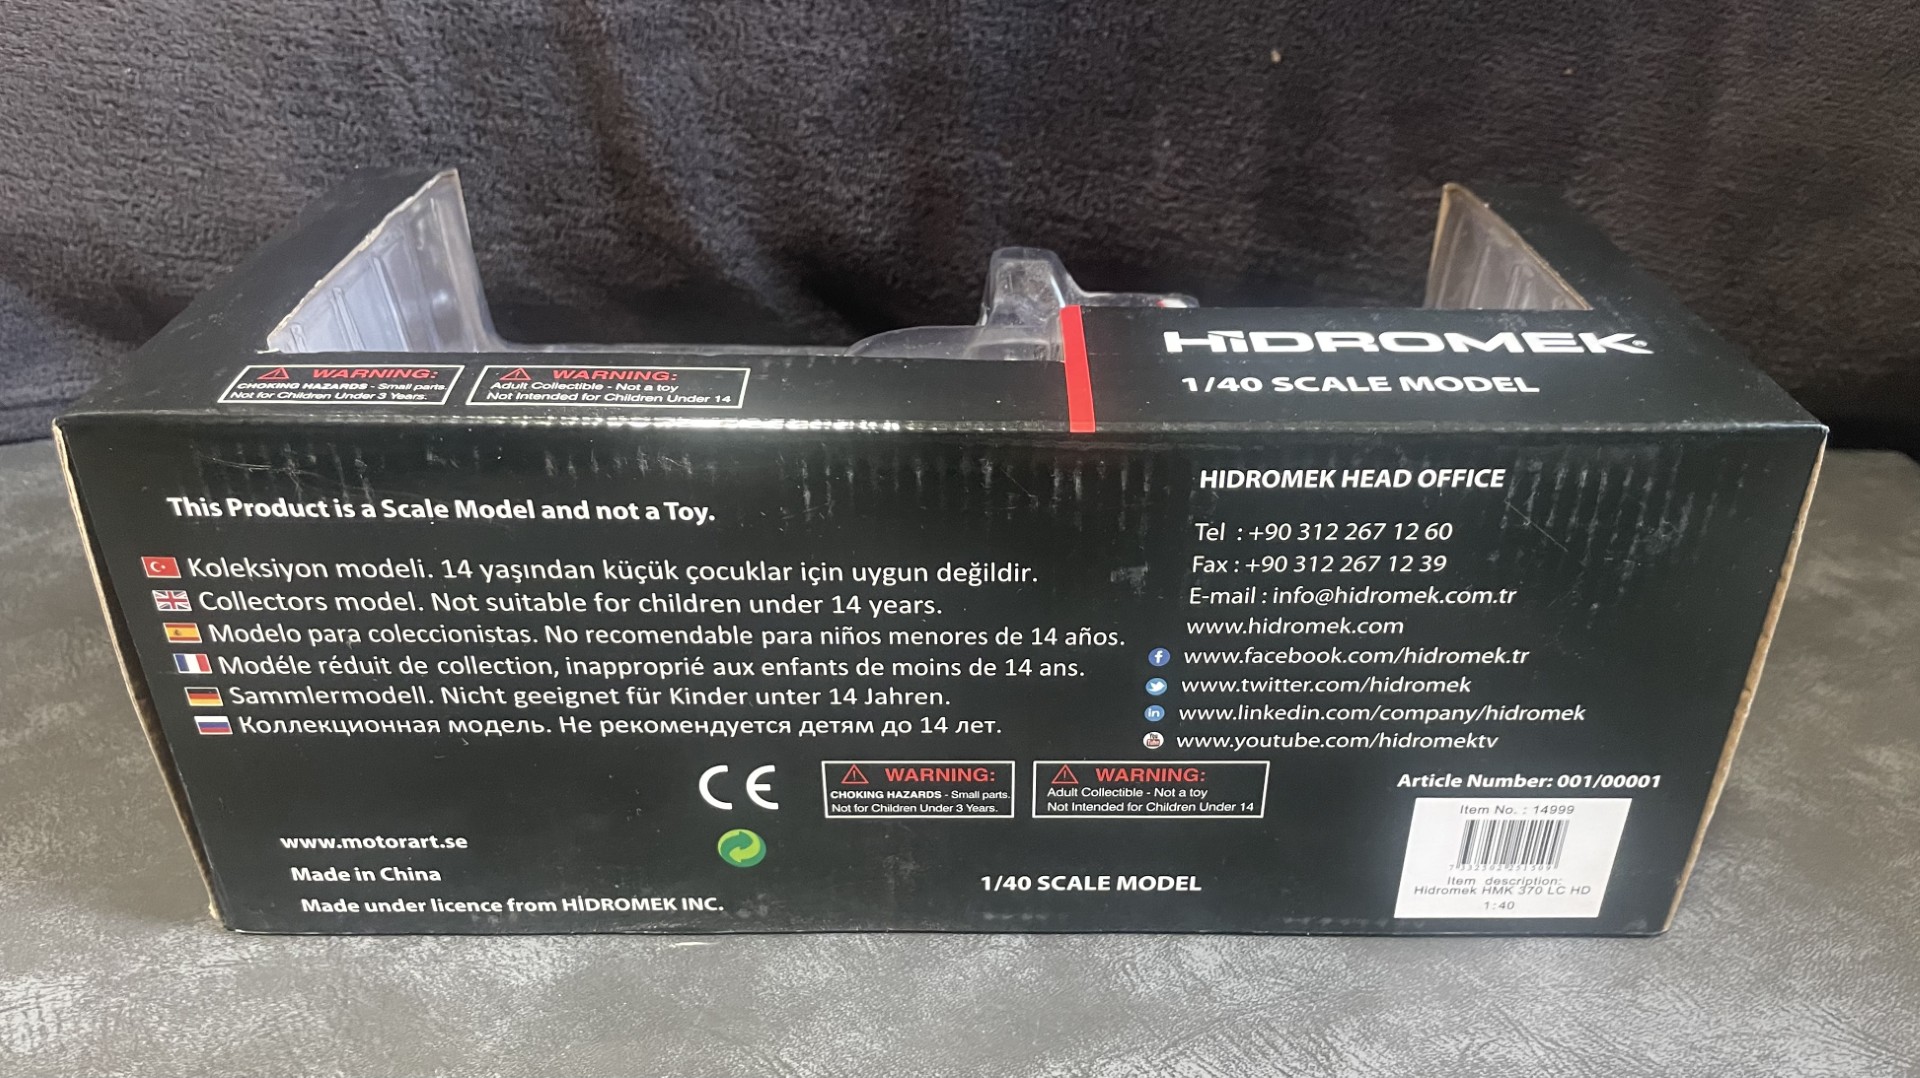 WARNING:
CHOKING HAZARDS - Small parts.
Not for Children Under 3 Years.
WARNING:
Adult Collectible - Not a toy
Not Intended for Children Under 14
HİDROMEK®
1/40 SCALE MODEL
This Product is a Scale Model and not a Toy.
Koleksiyon modeli. 14 yaşından küçük çocuklar için uygun değildir.
Collectors model. Not suitable for children under 14 years.
Modelo para coleccionistas. No recomendable para niños menores de 14 años.
Modéle réduit de collection, inapproprié aux enfants de moins de 14 ans.
Sammlermodell. Nicht geeignet für Kinder unter 14 Jahren.
Коллекционная модель. Не рекомендуется детям до 14 лет.
HIDROMEK HEAD OFFICE
Tel : +90 312 267 12 60
Fax : +90 312 267 12 39
E-mail : info@hidromek.com.tr
www.hidromek.com
www.facebook.com/hidromek.tr
www.twitter.com/hidromek
www.linkedin.com/company/hidromek
www.youtube.com/hidromektv
CE
WARNING:
CHOKING HAZARDS - Small parts.
Not for Children Under 3 Years.
WARNING:
Adult Collectible - Not a toy
Not Intended for Children Under 14
www.motorart.se
Made in China
Made under licence from HİDROMEK INC.
1/40 SCALE MODEL
Article Number: 001/00001
Item No. : 14999
Item description:
Hidromek HMK 370 LC HD
1:40